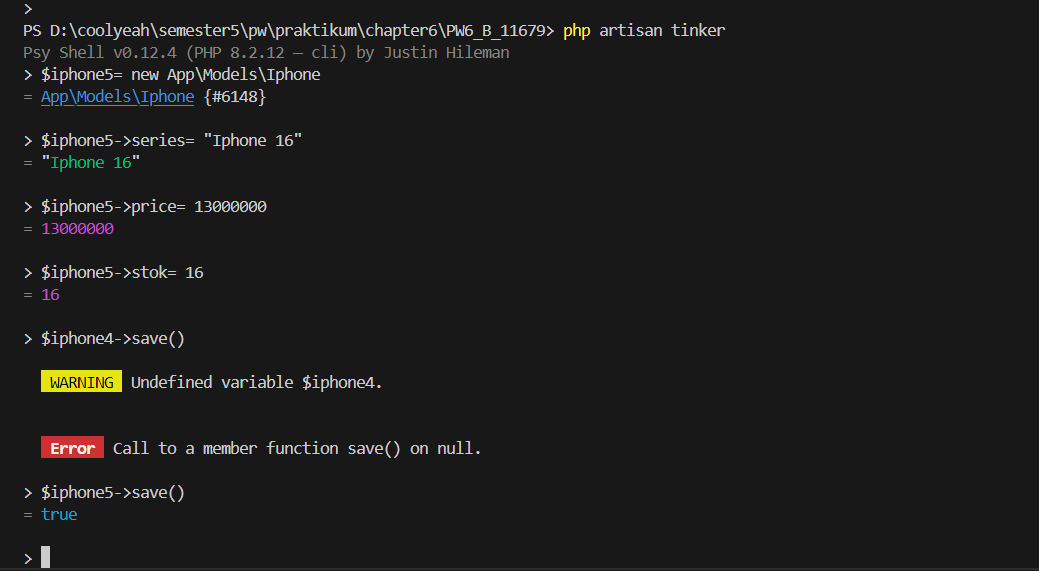 >
PS D:\coolyeah\semester5\pw\praktikum\chapter6\PW6_B_11679> php artisan tinker
Psy Shell v0.12.4 (PHP 8.2.12 — cli) by Justin Hileman
> $iphone5= new App\Models\Iphone
= App\Models\Iphone {#6148}
> $iphone5->series= "Iphone 16"
= "Iphone 16"
> $iphone5->price= 13000000
= 13000000
> $iphone5->stok= 16
= 16
> $iphone4->save()
WARNING Undefined variable $iphone4.
Error Call to a member function save() on null.
> $iphone5->save()
= true
>